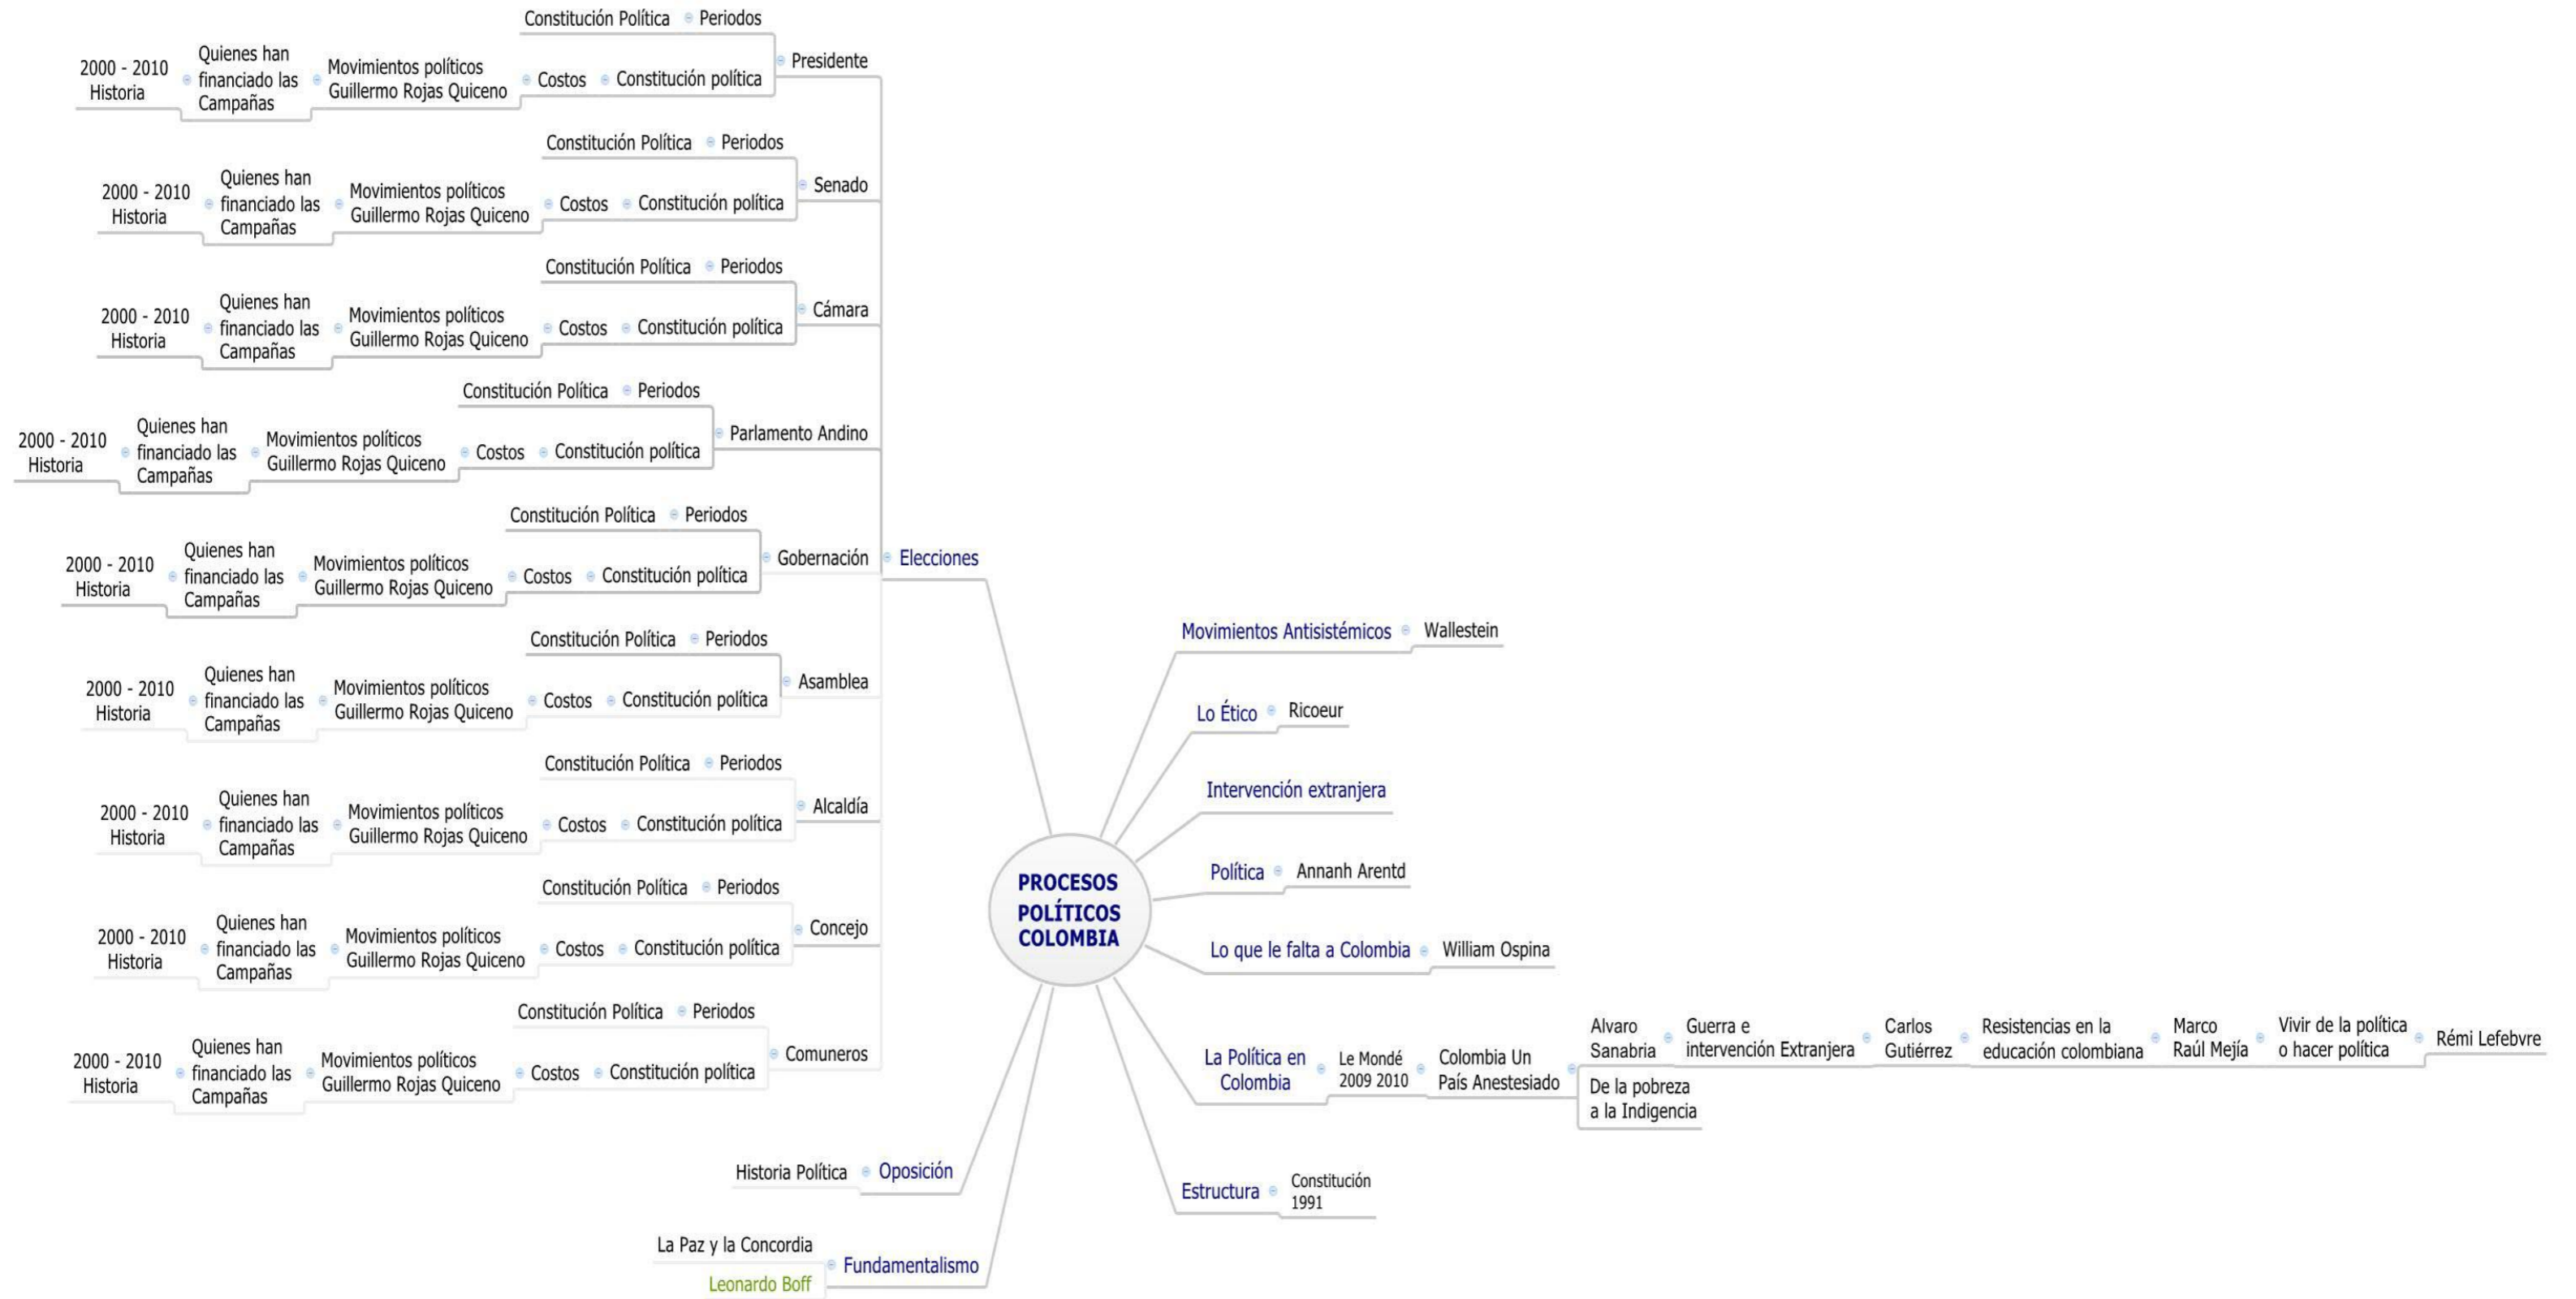 Constitución Política Periodos
Presidente
2000 - 2010
Historia
Quienes han
financiado las
Campañas
Movimientos políticos
Guillermo Rojas Quiceno
Costos
Constitución política
Constitución Política Periodos
Senado
2000 - 2010
Historia
Quienes han
financiado las
Campañas
Movimientos políticos
Guillermo Rojas Quiceno
Costos
Constitución política
Constitución Política Periodos
Cámara
2000 - 2010
Historia
Quienes han
financiado las
Campañas
Movimientos políticos
Guillermo Rojas Quiceno
Costos
Constitución política
Constitución Política Periodos
Parlamento Andino
2000 - 2010
Historia
Quienes han
financiado las
Campañas
Movimientos políticos
Guillermo Rojas Quiceno
Costos
Constitución política
Constitución Política Periodos
Gobernación
2000 - 2010
Historia
Quienes han
financiado las
Campañas
Movimientos políticos
Guillermo Rojas Quiceno
Costos
Constitución política
Elecciones
Constitución Política Periodos
Asamblea
2000 - 2010
Historia
Quienes han
financiado las
Campañas
Movimientos políticos
Guillermo Rojas Quiceno
Costos
Constitución política
Constitución Política Periodos
Alcaldía
2000 - 2010
Historia
Quienes han
financiado las
Campañas
Movimientos políticos
Guillermo Rojas Quiceno
Costos
Constitución política
Constitución Política Periodos
Concejo
2000 - 2010
Historia
Quienes han
financiado las
Campañas
Movimientos políticos
Guillermo Rojas Quiceno
Costos
Constitución política
Constitución Política Periodos
Comuneros
2000 - 2010
Historia
Quienes han
financiado las
Campañas
Movimientos políticos
Guillermo Rojas Quiceno
Costos
Constitución política
Historia Política Oposición
La Paz y la Concordia
Fundamentalismo
Leonardo Boff
PROCESOS
POLÍTICOS
COLOMBIA
Movimientos Antisistémicos Wallestein
Lo Ético Ricoeur
Intervención extranjera
Política Annanh Arentd
Lo que le falta a Colombia William Ospina
La Política en
Colombia
Le Mondé
2009 2010
Colombia Un
País Anestesiado
Alvaro
Sanabria
Guerra e
intervención Extranjera
Carlos
Gutiérrez
Resistencias en la
educación colombiana
Marco
Raúl Mejía
Vivir de la política
o hacer política
Rémi Lefebvre
De la pobreza
a la Indigencia
Estructura
Constitución
1991